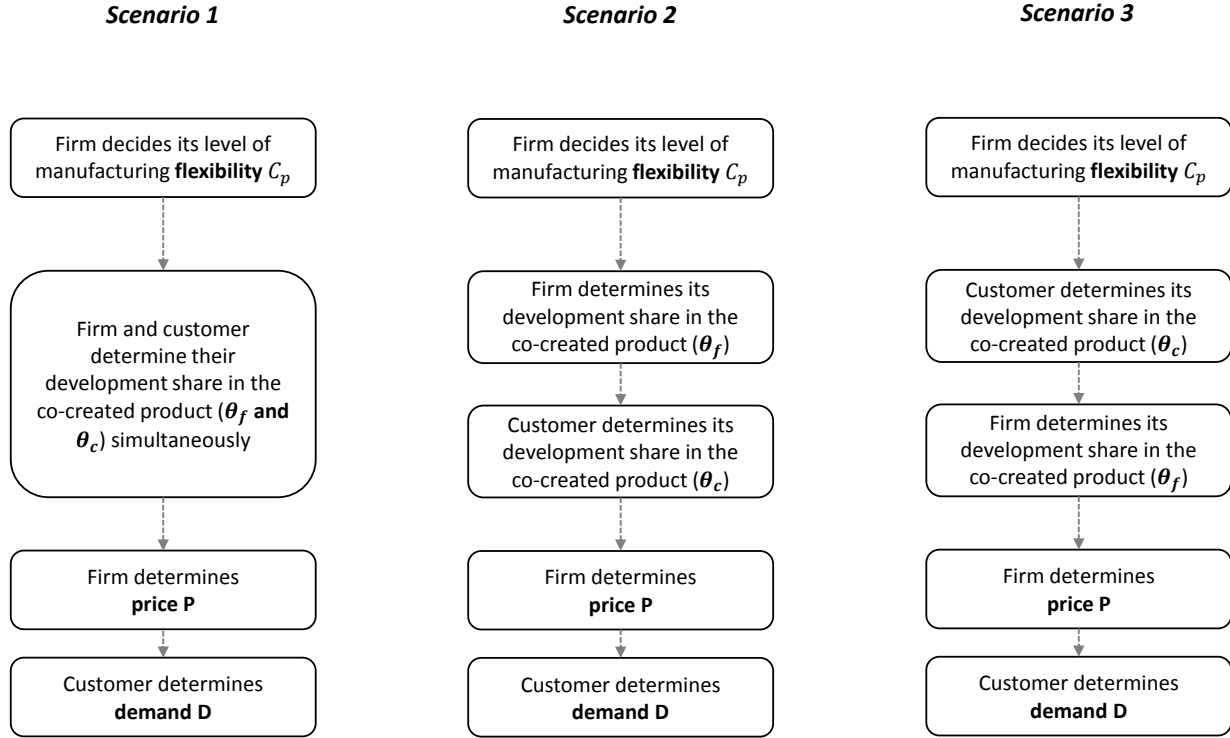 Scenario 1
Firm decides its level of
manufacturing flexibility C_p
Firm and customer
determine their
development share in the
co-created product (θ_f and
θ_c) simultaneously
Firm determines
price P
Customer determines
demand D
Scenario 2
Firm decides its level of
manufacturing flexibility C_p
Firm determines its
development share in the
co-created product (θ_f)
Customer determines its
development share in the
co-created product (θ_c)
Firm determines
price P
Customer determines
demand D
Scenario 3
Firm decides its level of
manufacturing flexibility C_p
Customer determines its
development share in the
co-created product (θ_c)
Firm determines its
development share in the
co-created product (θ_f)
Firm determines
price P
Customer determines
demand D